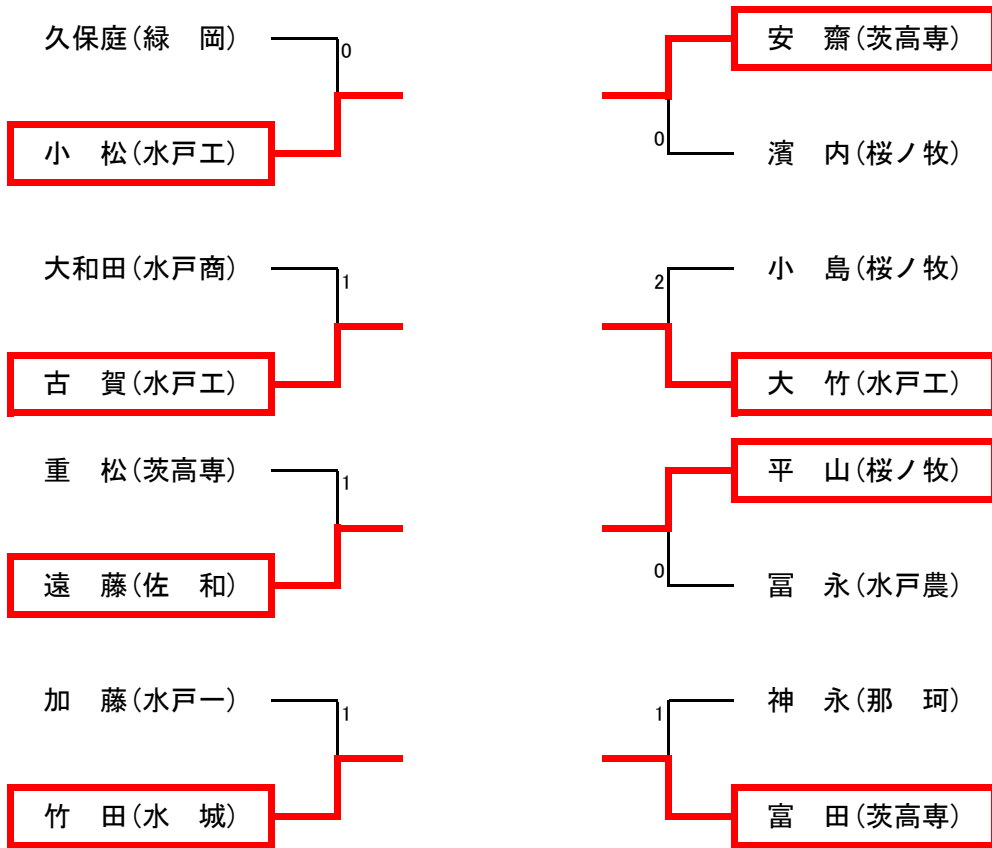 久保庭(緑　岡)
0
小　松(水戸工)
大和田(水戸商)
1
古　賀(水戸工)
重　松(茨高専)
1
遠　藤(佐　和)
加　藤(水戸一)
1
竹　田(水　城)
安　齋(茨高専)
0
濱　内(桜ノ牧)
小　島(桜ノ牧)
2
大　竹(水戸工)
平　山(桜ノ牧)
0
冨　永(水戸農)
神　永(那　珂)
1
富　田(茨高専)